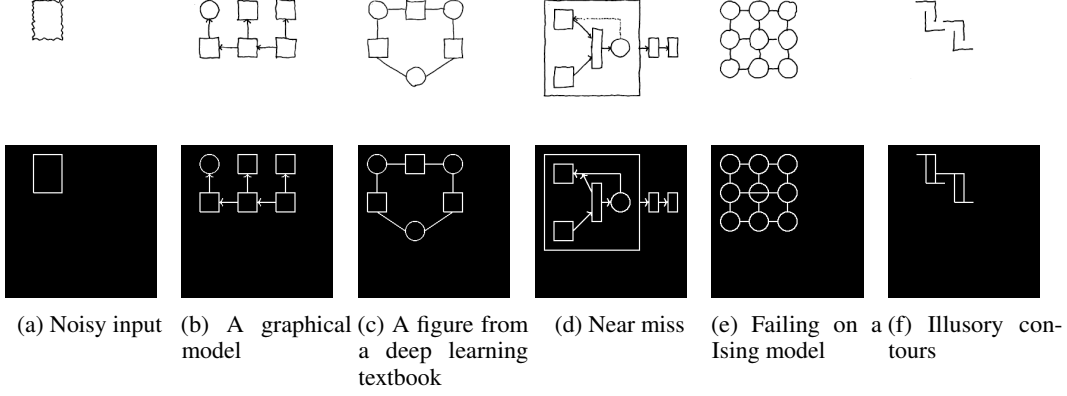 (a) Noisy input
(b) A graphical
model
(c) A figure from
a deep learning
textbook
(d) Near miss
(e) Failing on a
Ising model
(f) Illusory con-
tours